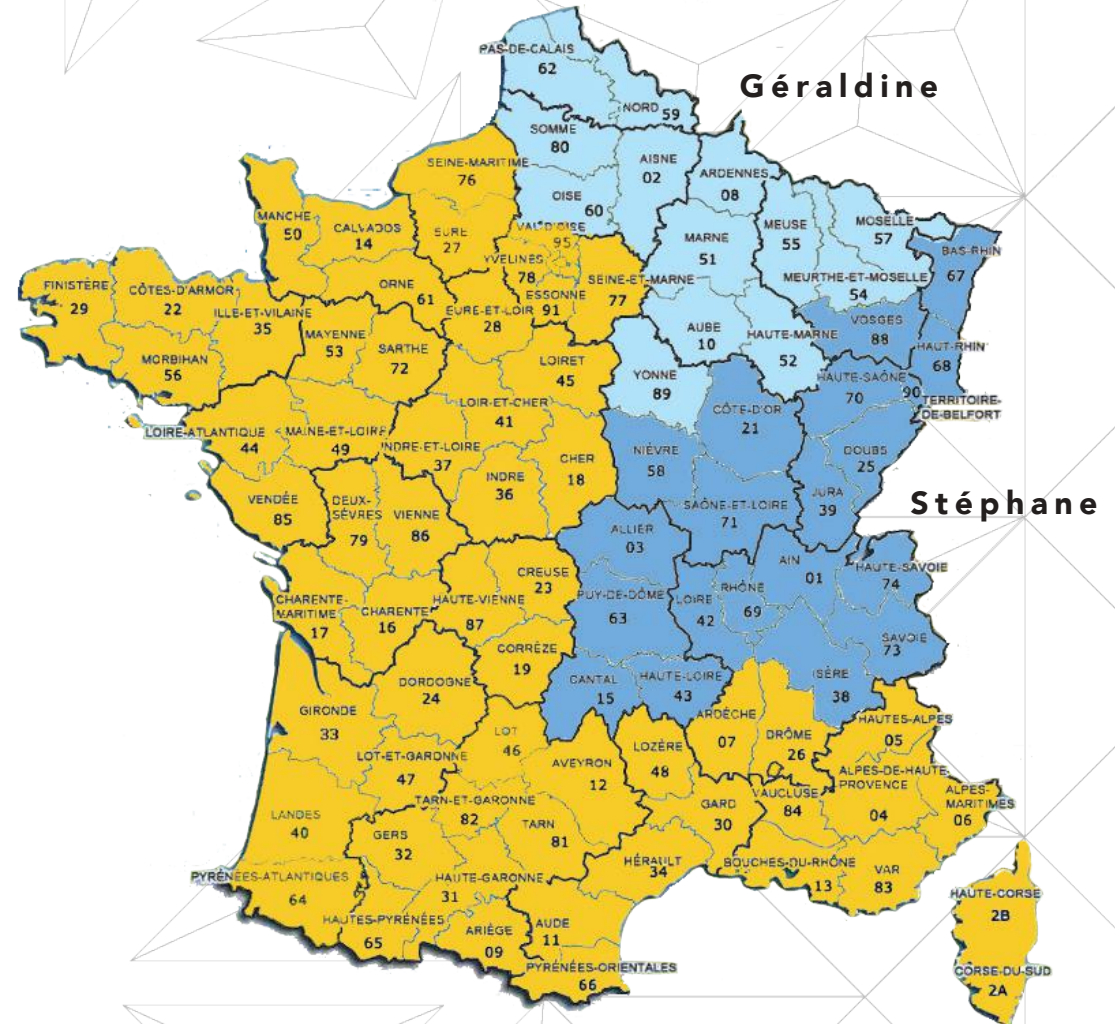 PAS-DE-CALAIS
62
Géraldine
NORD 59
SOMME
80
AISNE
02
ARDENNES
08
SEINE-MARITIME
76
OISE
60
MANCHE
50
CALVADOS
14
EURE
27
VAL D'OISE
95
YVELINES
78
MARNE
51
MEUSE
55
MOSELLE
57
BAS-RHIN
67
FINISTÈRE
29
CÔTES-D'ARMOR
22
ILLE-ET-VILAINE
35
ORNE
61
ESSONNE
91
SEINE-ET-MARNE
77
MEURTHE-ET-MOSELLE
54
EURE-ET-LOIR
28
MAYENNE
53
SARTHE
72
AUBE
10
HAUTE-MARNE
52
VOSGES
88
HAUT-RHIN
68
MORBIHAN
56
LOIRET
45
YONNE
89
HAUTE-SAÔNE
70
90
TERRITOIRE-
DE-BELFORT
LOIRE-ATLANTIQUE
44
MAINE-ET-LOIRE
49
INDRE-ET-LOIRE
37
LOIR-ET-CHER
41
CÔTE-D'OR
21
CHER
18
NIÈVRE
58
DOUBS
25
VENDÉE
85
DEUX-
SÈVRES
79
VIENNE
86
INDRE
36
SAÔNE-ET-LOIRE
71
JURA
39
Stéphane
ALLIER
03
AIN
01
HAUTE-SAVOIE
74
CHARENTE-
MARITIME
17
CHARENTE
16
HAUTE-VIENNE
87
CREUSE
23
PUY-DE-DÔME
63
LOIRE
42
RHÔNE
69
SAVOIE
73
CORRÈZE
19
DORDOGNE
24
CANTAL
15
HAUTE-LOIRE
43
ISÈRE
38
GIRONDE
33
LOT
46
ARDÈCHE
07
DRÔME
26
HAUTES-ALPES
05
LOT-ET-GARONNE
47
AVEYRON
12
LOZÈRE
48
ALPES-DE-HAUTE-
PROVENCE
04
ALPES-
MARITIMES
06
LANDES
40
TARN-ET-GARONNE
82
GERS
32
TARN
81
GARD
30
VAUCLUSE
84
PYRÉNÉES-ATLANTIQUES
64
HAUTE-GARONNE
31
HÉRAULT
34
BOUCHES-DU-RHÔNE
13
VAR
83
HAUTES-PYRÉNÉES
65
ARIÈGE
09
AUDE
11
PYRÉNÉES-ORIENTALES
66
HAUTE-CORSE
2B
CORSE-DU-SUD
2A